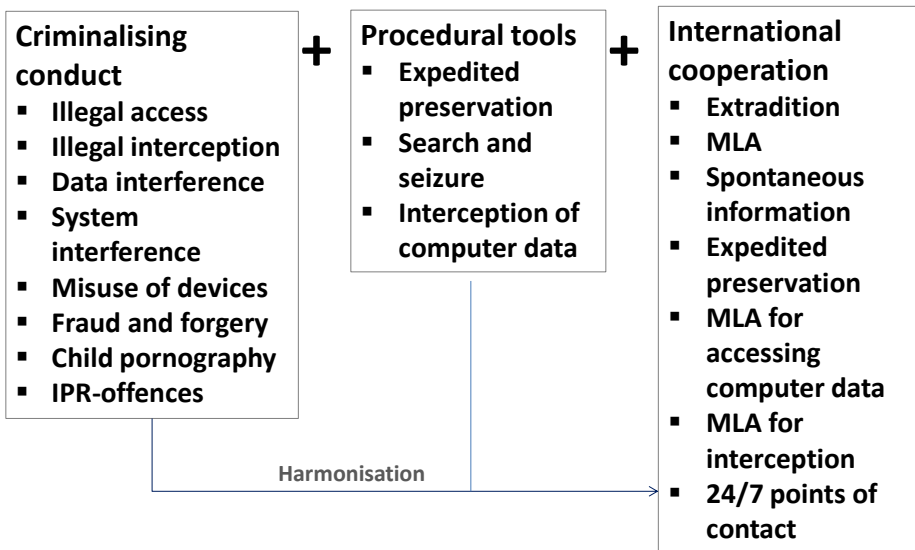 Criminalising
conduct
▪ Illegal access
▪ Illegal interception
▪ Data interference
▪ System
interference
▪ Misuse of devices
▪ Fraud and forgery
▪ Child pornography
▪ IPR-offences
+
Procedural tools
▪ Expedited
preservation
▪ Search and
seizure
▪ Interception of
computer data
+
International
cooperation
▪ Extradition
▪ MLA
▪ Spontaneous
information
▪ Expedited
preservation
▪ MLA for
accessing
computer data
▪ MLA for
interception
▪ 24/7 points of
contact
Harmonisation